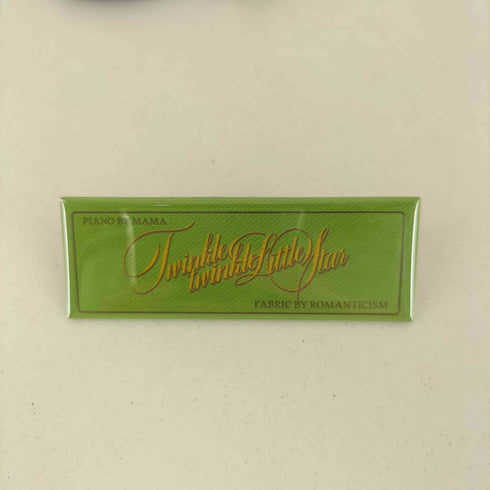 PIANO BY MAMA
Twinkle
twinkle Little Star
FABRIC BY ROMANTICISM